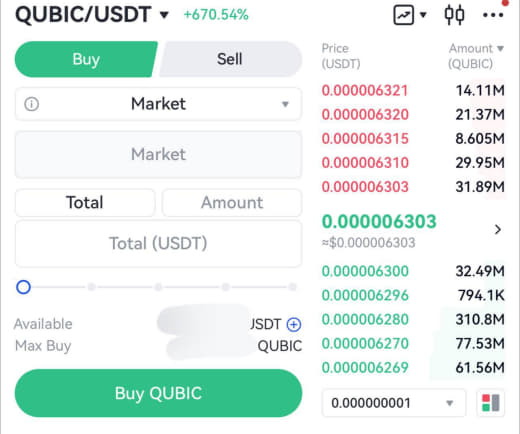 QUBIC/USDT +670.54%
Buy Sell
Market
Market
Total Amount
Total (USDT)
Available USDT
Max Buy QUBIC
Buy QUBIC
Price Amount
(USDT) (QUBIC)
0.000006321 14.11M
0.000006320 21.37M
0.000006315 8.605M
0.000006310 29.95M
0.000006303 31.89M
0.000006303
≈$0.000006303
0.000006300 32.49M
0.000006296 794.1K
0.000006280 310.8M
0.000006270 77.53M
0.000006269 61.56M
0.000000001